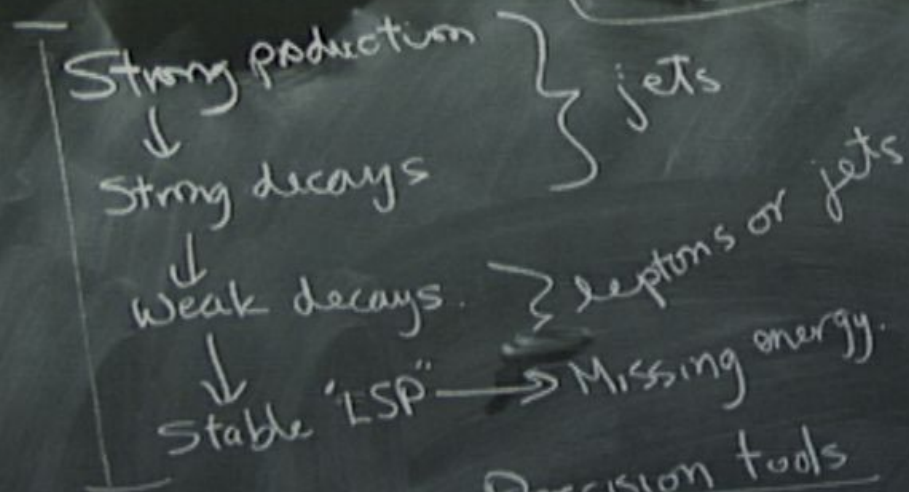 Strong production
} jets
↓
Strong decays
↓
Weak decays. } leptons or jets
↓
Stable "LSP" → Missing energy.
Precision tools